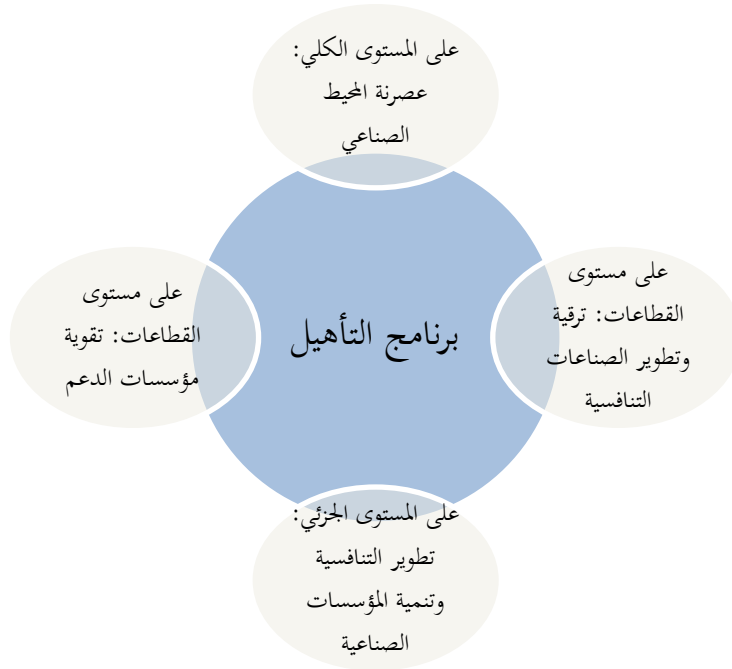 على المستوى الكلي:
عصرنة المحيط
الصناعي
على مستوى
القطاعات: ترقية
وتطوير الصناعات
التنافسية
برنامج التأهيل
على مستوى
القطاعات: تقوية
مؤسسات الدعم
على المستوى الجزئي:
تطوير التنافسية
وتنمية المؤسسات
الصناعية